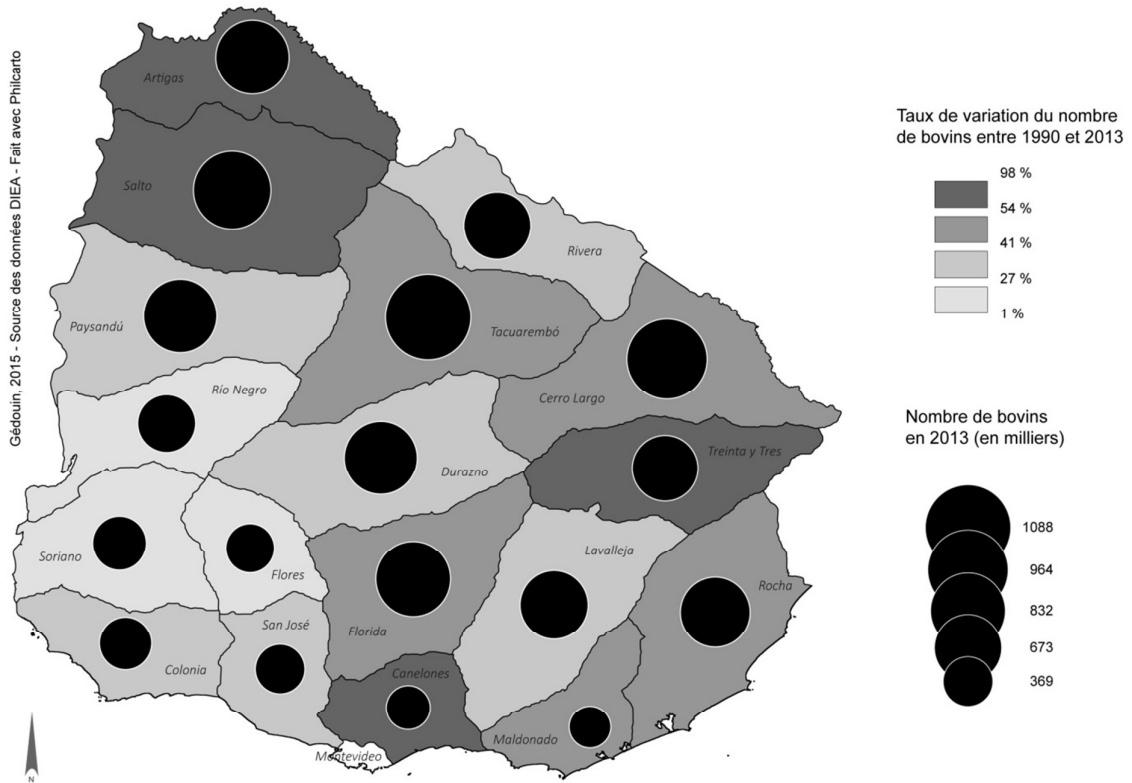 Gédouin, 2015 - Source des données DIEA - Fait avec Philcarto
Artigas
Salto
Rivera
Paysandú
Tacuarembó
Río Negro
Cerro Largo
Durazno
Treinta y Tres
Soriano
Flores
Lavalleja
Rocha
San José
Florida
Colonia
Canelones
Maldonado
Montevideo
N
Taux de variation du nombre
de bovins entre 1990 et 2013
98 %
54 %
41 %
27 %
1 %
Nombre de bovins
en 2013 (en milliers)
1088
964
832
673
369